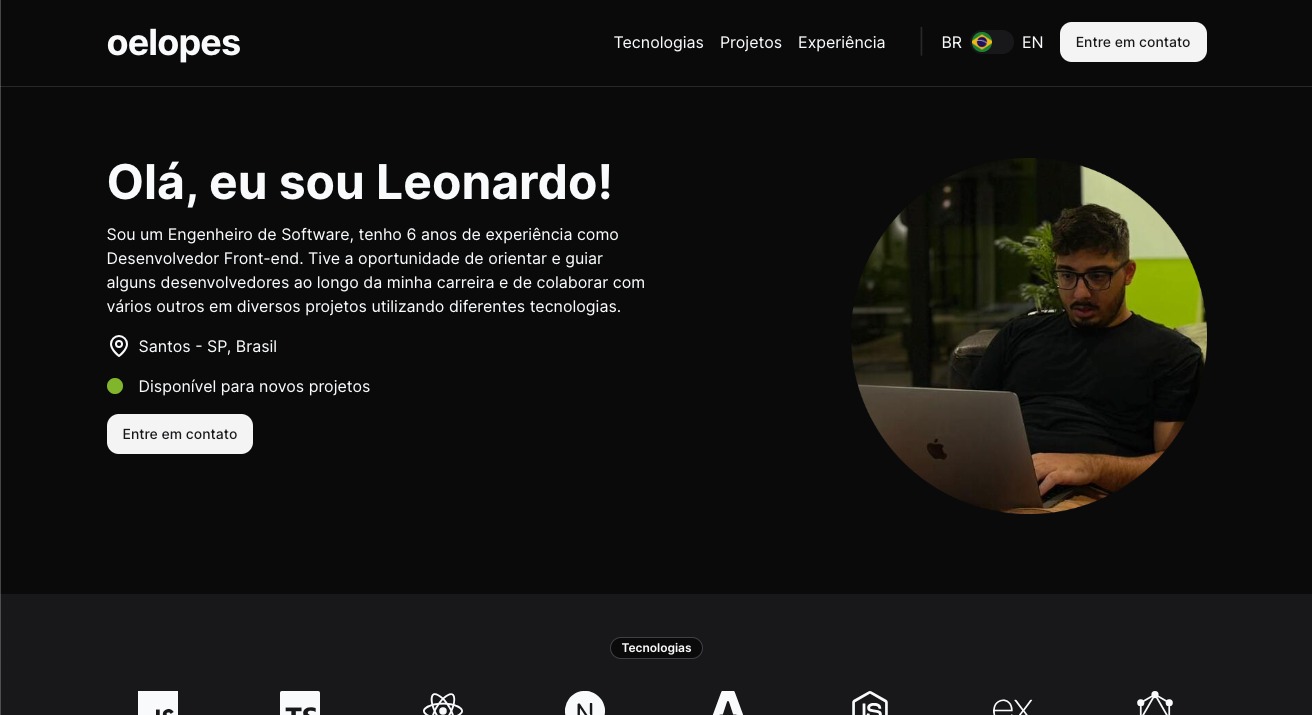 oelopes
Tecnologias Projetos Experiência BR EN Entre em contato
Olá, eu sou Leonardo!
Sou um Engenheiro de Software, tenho 6 anos de experiência como
Desenvolvedor Front-end. Tive a oportunidade de orientar e guiar
alguns desenvolvedores ao longo da minha carreira e de colaborar com
vários outros em diversos projetos utilizando diferentes tecnologias.
Santos - SP, Brasil
Disponível para novos projetos
Entre em contato
Tecnologias
JS TS N JS ex